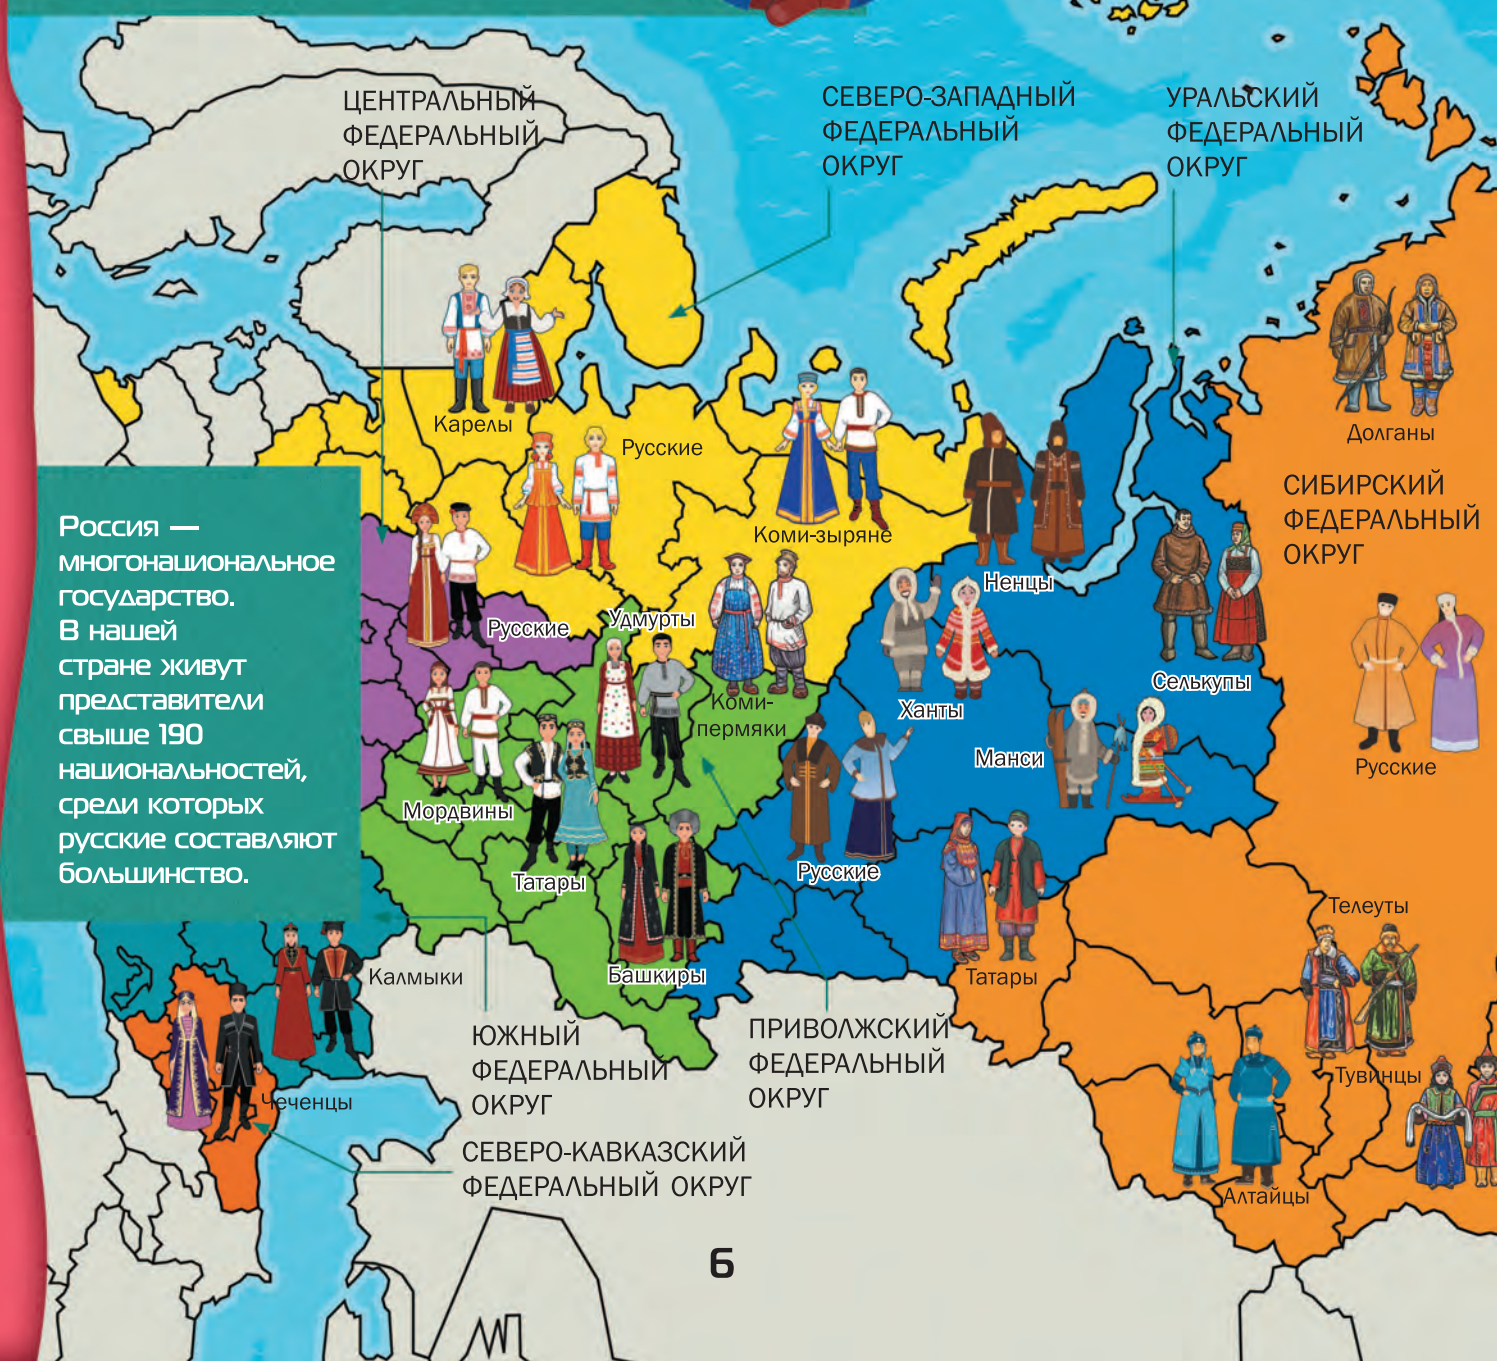 ЦЕНТРАЛЬНЫЙ
ФЕДЕРАЛЬНЫЙ
ОКРУГ
СЕВЕРО-ЗАПАДНЫЙ
ФЕДЕРАЛЬНЫЙ
ОКРУГ
УРАЛЬСКИЙ
ФЕДЕРАЛЬНЫЙ
ОКРУГ
Карелы
Русские
Долганы
СИБИРСКИЙ
ФЕДЕРАЛЬНЫЙ
ОКРУГ
Коми-зыряне
Ненцы
Россия —
многонациональное
государство.
В нашей
стране живут
представители
свыше 190
национальностей,
среди которых
русские составляют
большинство.
Русские
Удмурты
Коми-
пермяки
Ханты
Селькупы
Манси
Русские
Мордвины
Татары
Русские
Башкиры
Татары
Телеуты
Калмыки
Тувинцы
Чеченцы
Алтайцы
ЮЖНЫЙ
ФЕДЕРАЛЬНЫЙ
ОКРУГ
ПРИВОЛЖСКИЙ
ФЕДЕРАЛЬНЫЙ
ОКРУГ
СЕВЕРО-КАВКАЗСКИЙ
ФЕДЕРАЛЬНЫЙ ОКРУГ
6